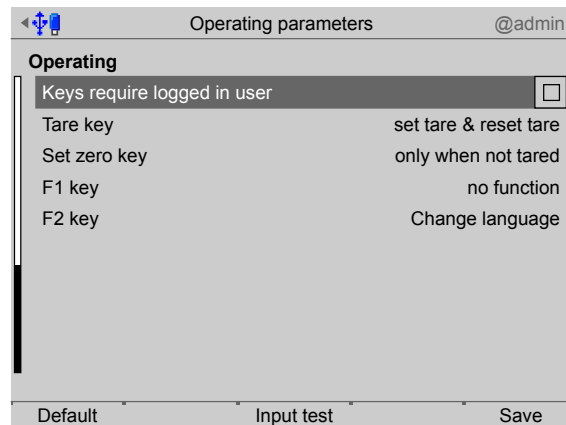 Operating parameters @admin
Operating
Keys require logged in user
Tare key set tare & reset tare
Set zero key only when not tared
F1 key no function
F2 key Change language
Default Input test Save